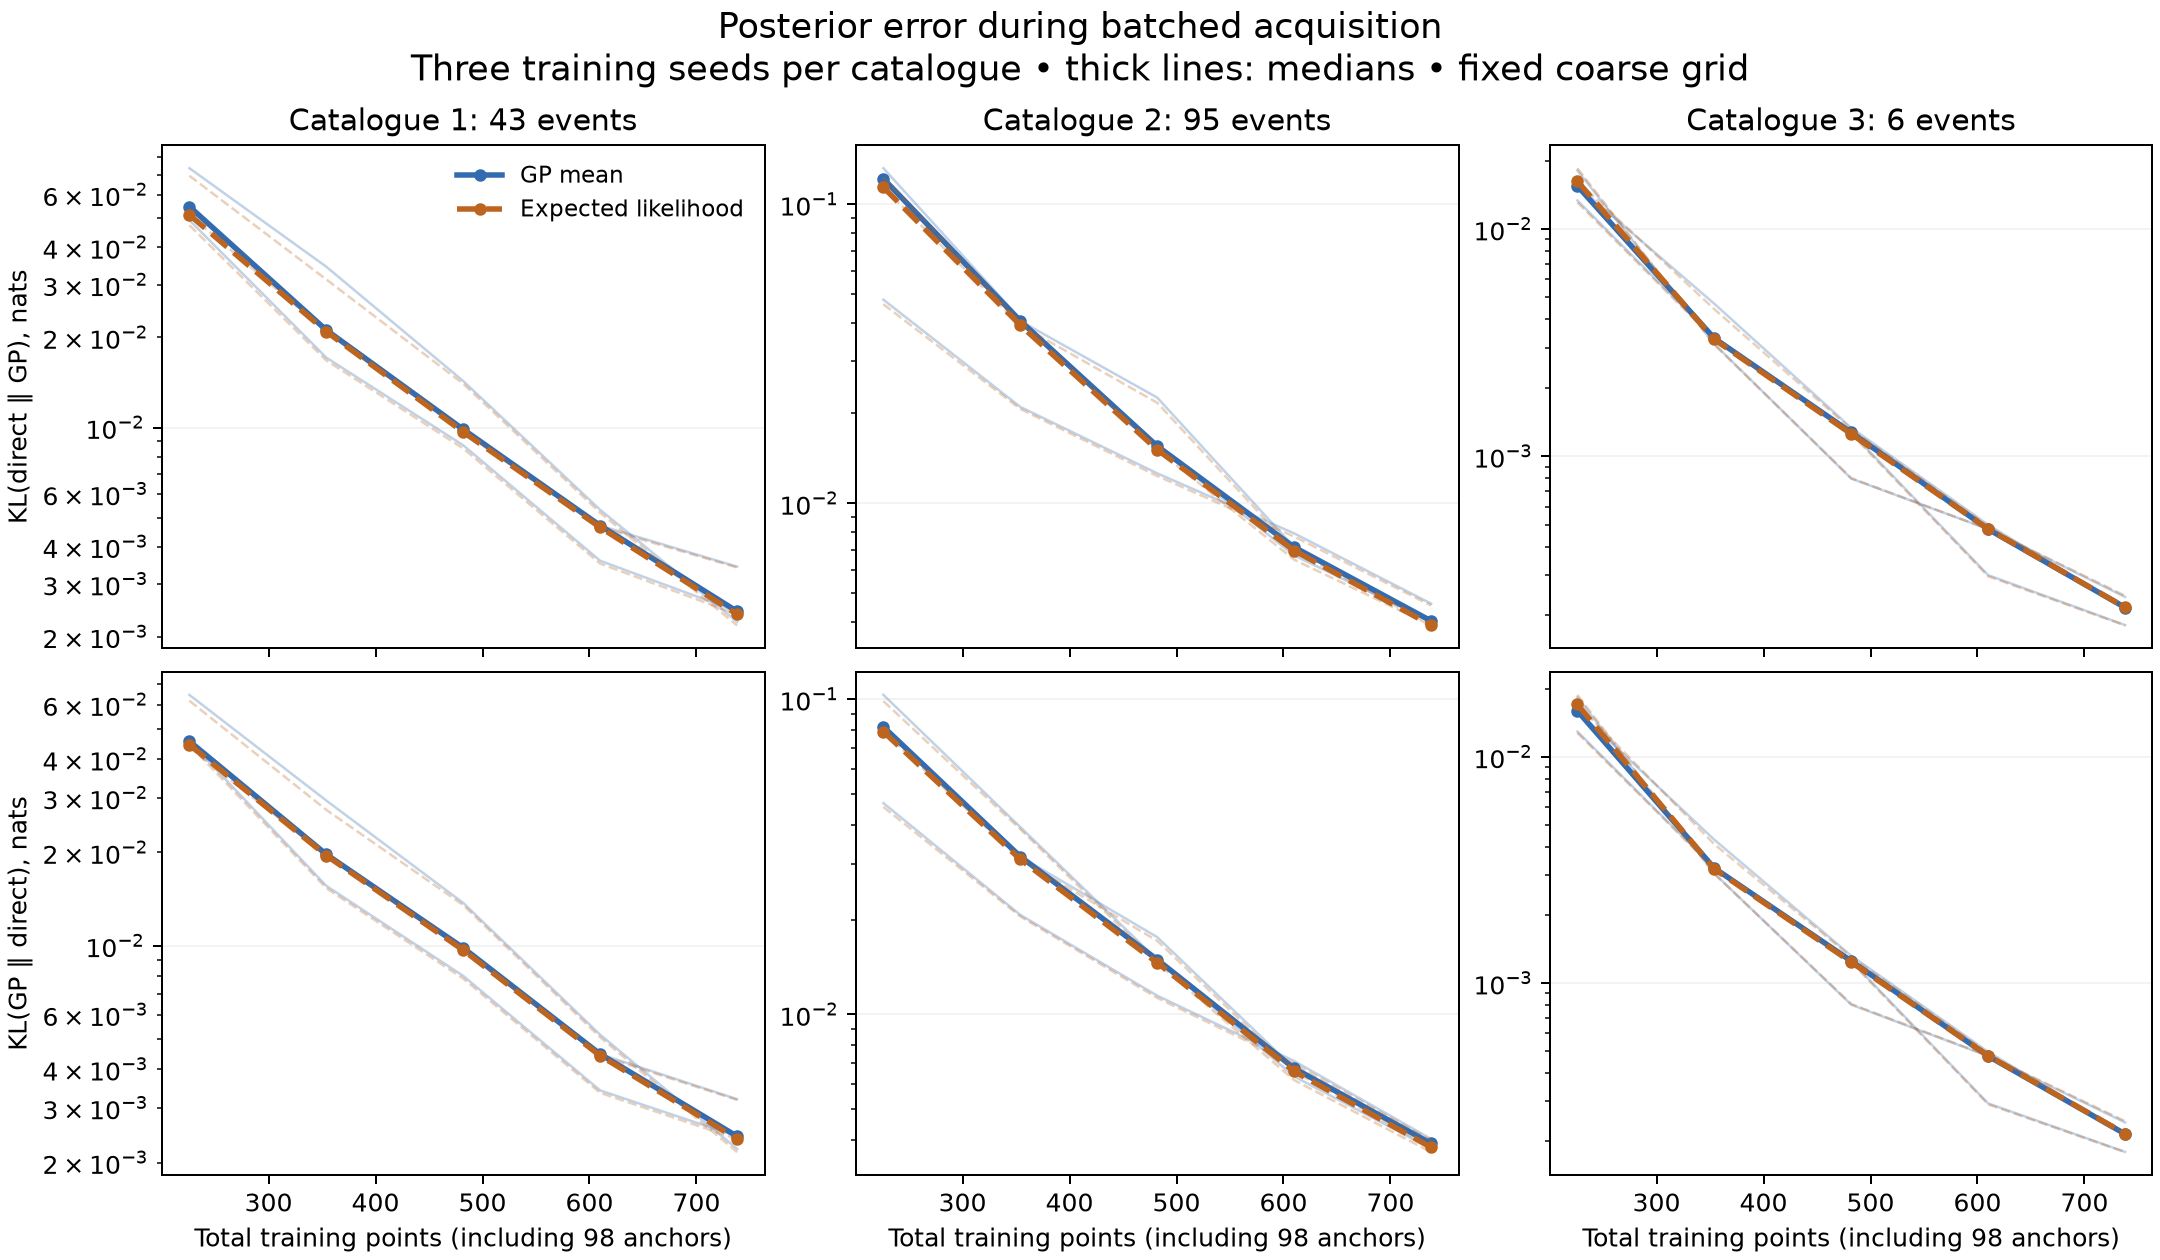 Posterior error during batched acquisition
Three training seeds per catalogue • thick lines: medians • fixed coarse grid
Catalogue 1: 43 events
Catalogue 2: 95 events
Catalogue 3: 6 events
KL(direct ∥ GP), nats
6 × 10⁻²
4 × 10⁻²
3 × 10⁻²
2 × 10⁻²
10⁻²
6 × 10⁻³
4 × 10⁻³
3 × 10⁻³
2 × 10⁻³
GP mean
Expected likelihood
10⁻¹
10⁻²
10⁻²
10⁻³
KL(GP ∥ direct), nats
6 × 10⁻²
4 × 10⁻²
3 × 10⁻²
2 × 10⁻²
10⁻²
6 × 10⁻³
4 × 10⁻³
3 × 10⁻³
2 × 10⁻³
10⁻¹
10⁻²
10⁻²
10⁻³
300 400 500 600 700
300 400 500 600 700
300 400 500 600 700
Total training points (including 98 anchors)
Total training points (including 98 anchors)
Total training points (including 98 anchors)